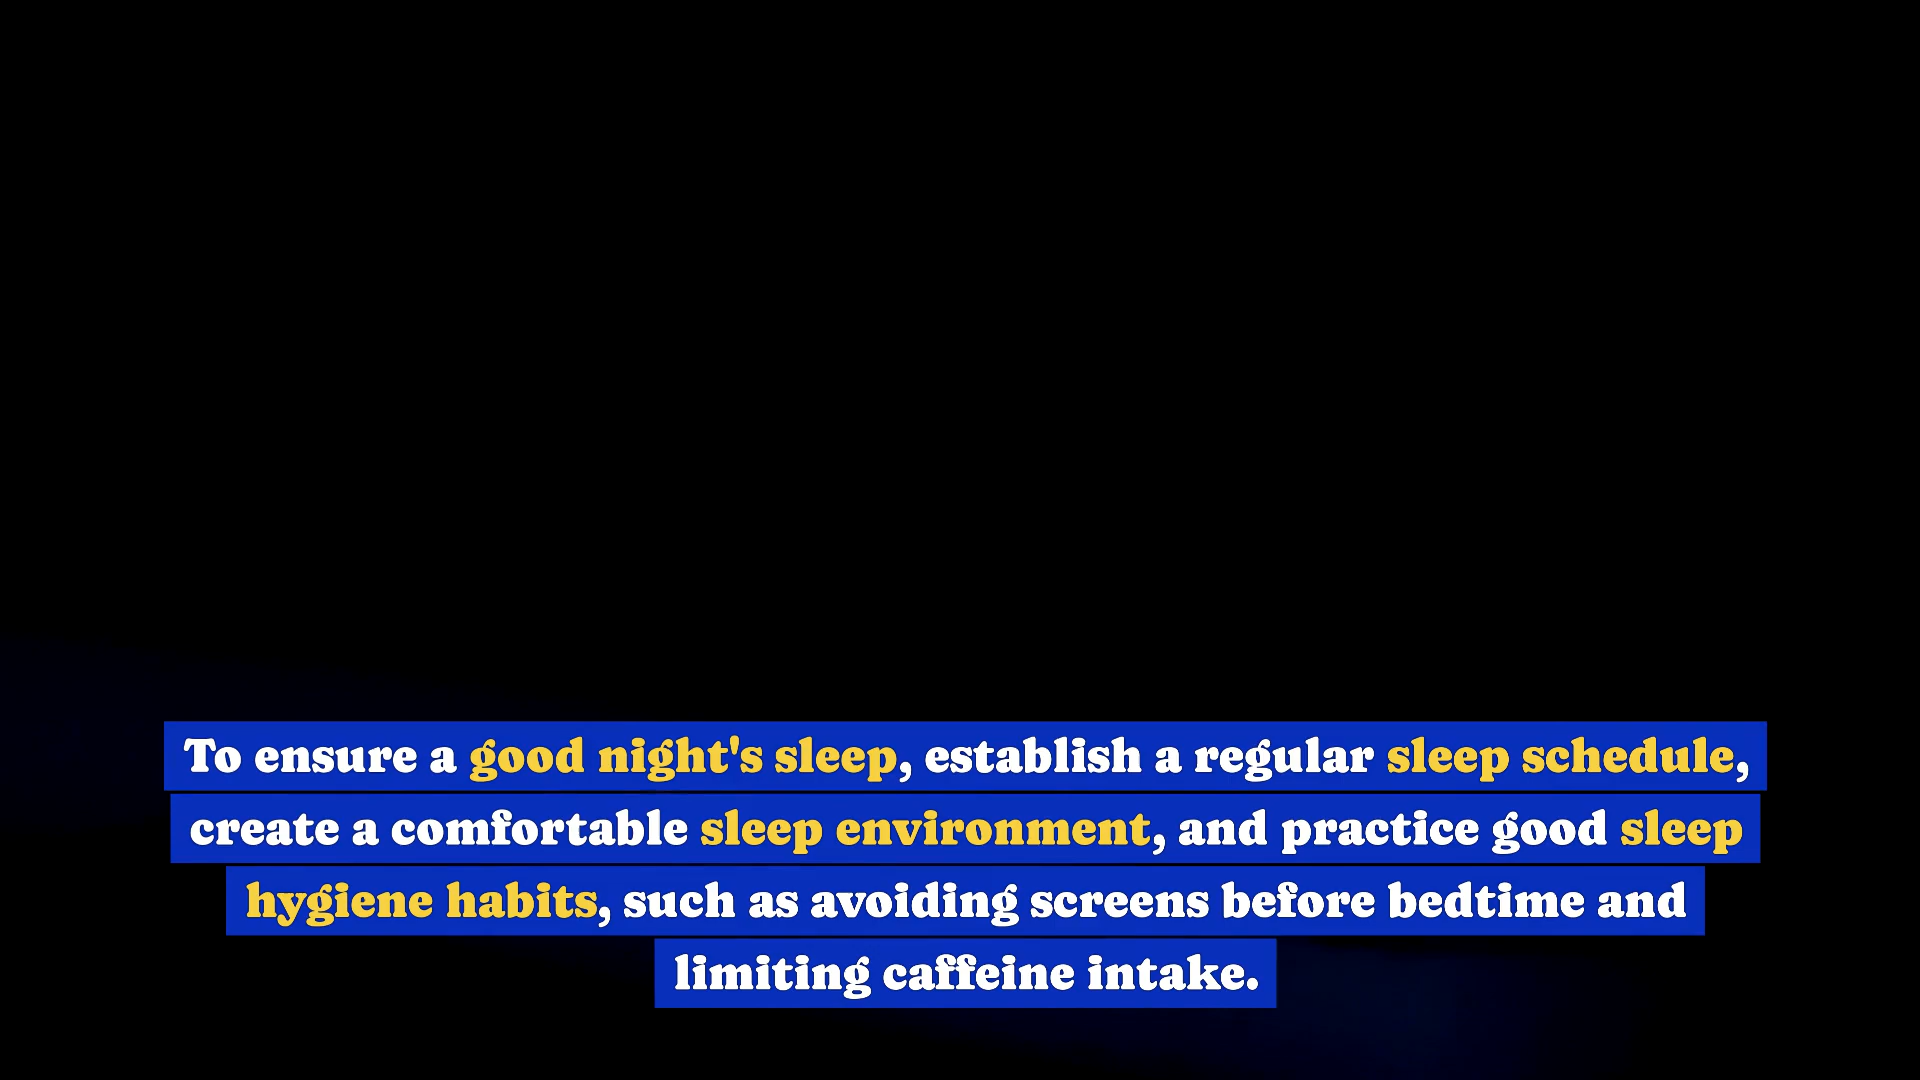 To ensure a good night's sleep, establish a regular sleep schedule,
create a comfortable sleep environment, and practice good sleep
hygiene habits, such as avoiding screens before bedtime and
limiting caffeine intake.